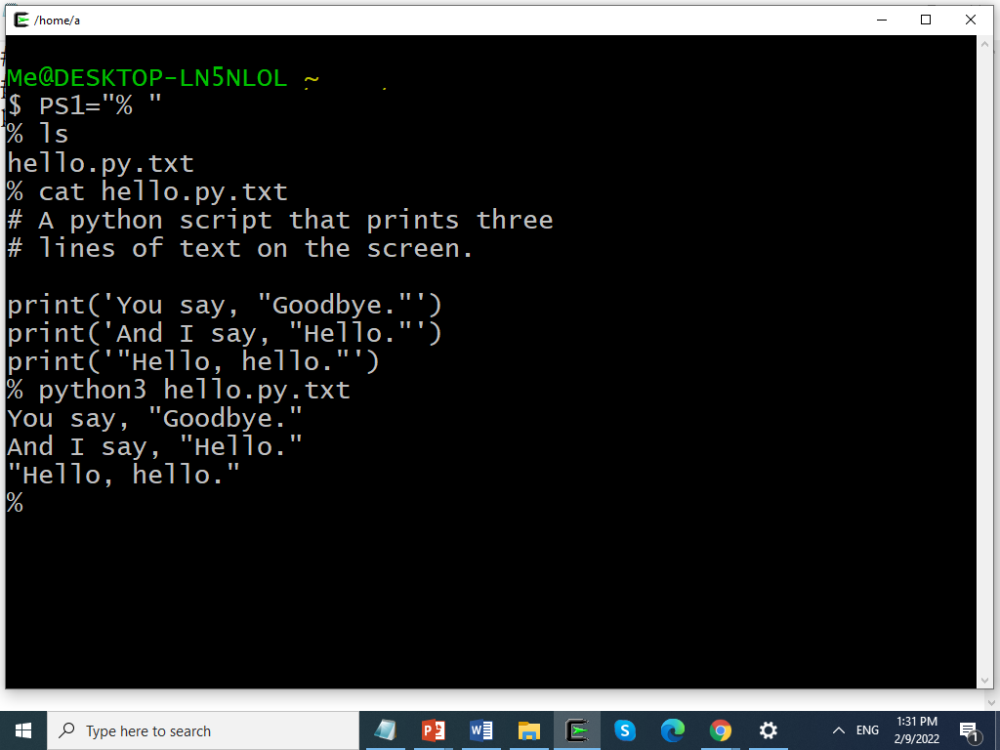 /home/a
Me@DESKTOP-LN5NLOL ~
$ PS1="% "
% ls
hello.py.txt
% cat hello.py.txt
# A python script that prints three
# lines of text on the screen.
print('You say, "Goodbye."')
print('And I say, "Hello."')
print('"Hello, hello."')
% python3 hello.py.txt
You say, "Goodbye."
And I say, "Hello."
"Hello, hello."
%
Type here to search
ENG
1:31 PM
2/9/2022
1